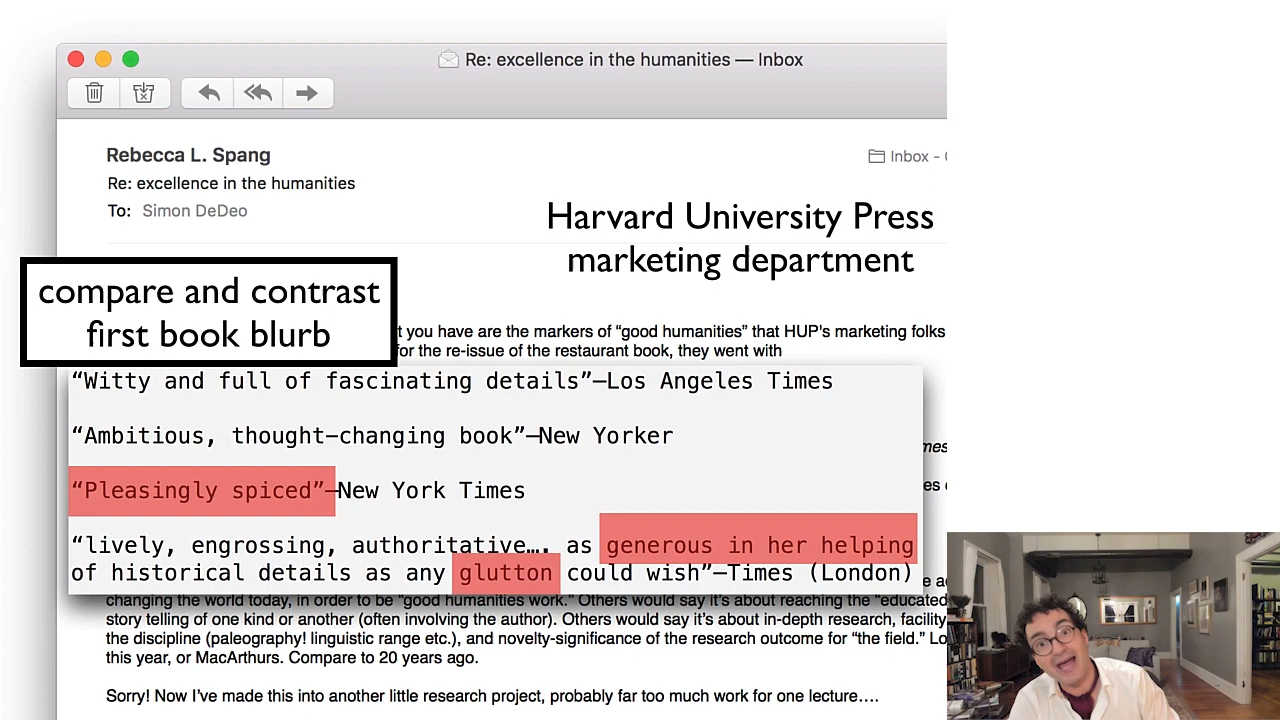 Re: excellence in the humanities — Inbox
Rebecca L. Spang
Inbox -
Re: excellence in the humanities
To: Simon DeDeo
Harvard University Press
marketing department
compare and contrast
first book blurb
you have are the markers of “good humanities” that HUP's marketing folks
for the re-issue of the restaurant book, they went with
“Witty and full of fascinating details”—Los Angeles Times
“Ambitious, thought-changing book”—New Yorker
“Pleasingly spiced”—New York Times
“lively, engrossing, authoritative…. as generous in her helping
of historical details as any glutton could wish”—Times (London)
changing the world today, in order to be “good humanities work.” Others would say it's about reaching the “educated
story telling of one kind or another (often involving the author). Others would say it's about in-depth research, facility
the discipline (paleography! linguistic range etc.), and novelty-significance of the research outcome for “the field.”
this year, or MacArthurs. Compare to 20 years ago.
Sorry! Now I've made this into another little research project, probably far too much work for one lecture….